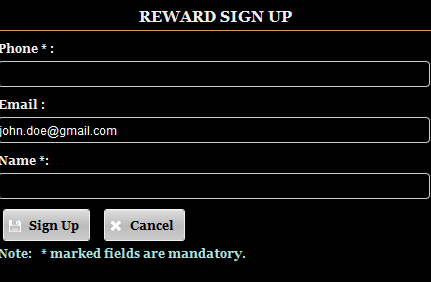 REWARD SIGN UP
Phone * :
Email :
john.doe@gmail.com
Name *:
Sign Up Cancel
Note: * marked fields are mandatory.